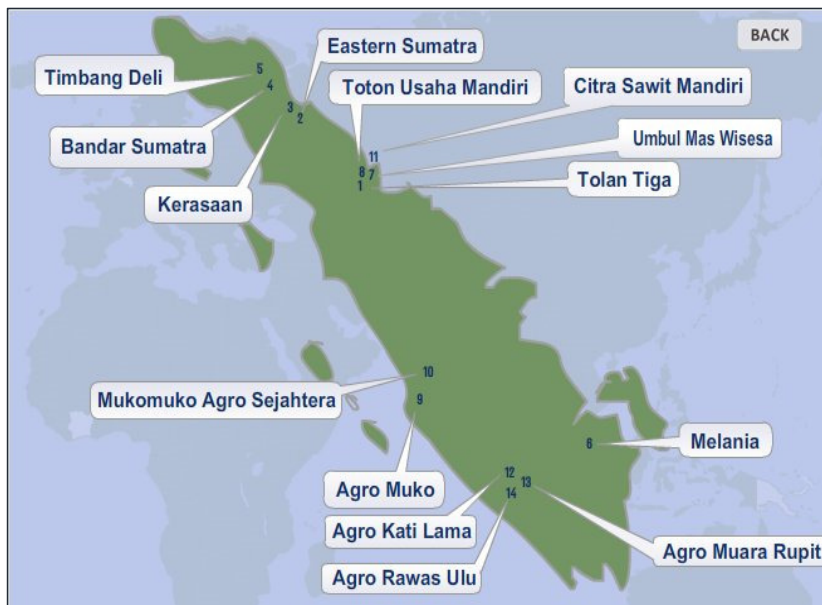 BACK
Eastern Sumatra
Timbang Deli
5
4
Toton Usaha Mandiri
Citra Sawit Mandiri
3
2
Bandar Sumatra
11
Umbul Mas Wisesa
8
7
1
Tolan Tiga
Kerasaan
10
Mukomuko Agro Sejahtera
9
6
Melania
12
13
14
Agro Muko
Agro Kati Lama
Agro Muara Rupit
Agro Rawas Ulu